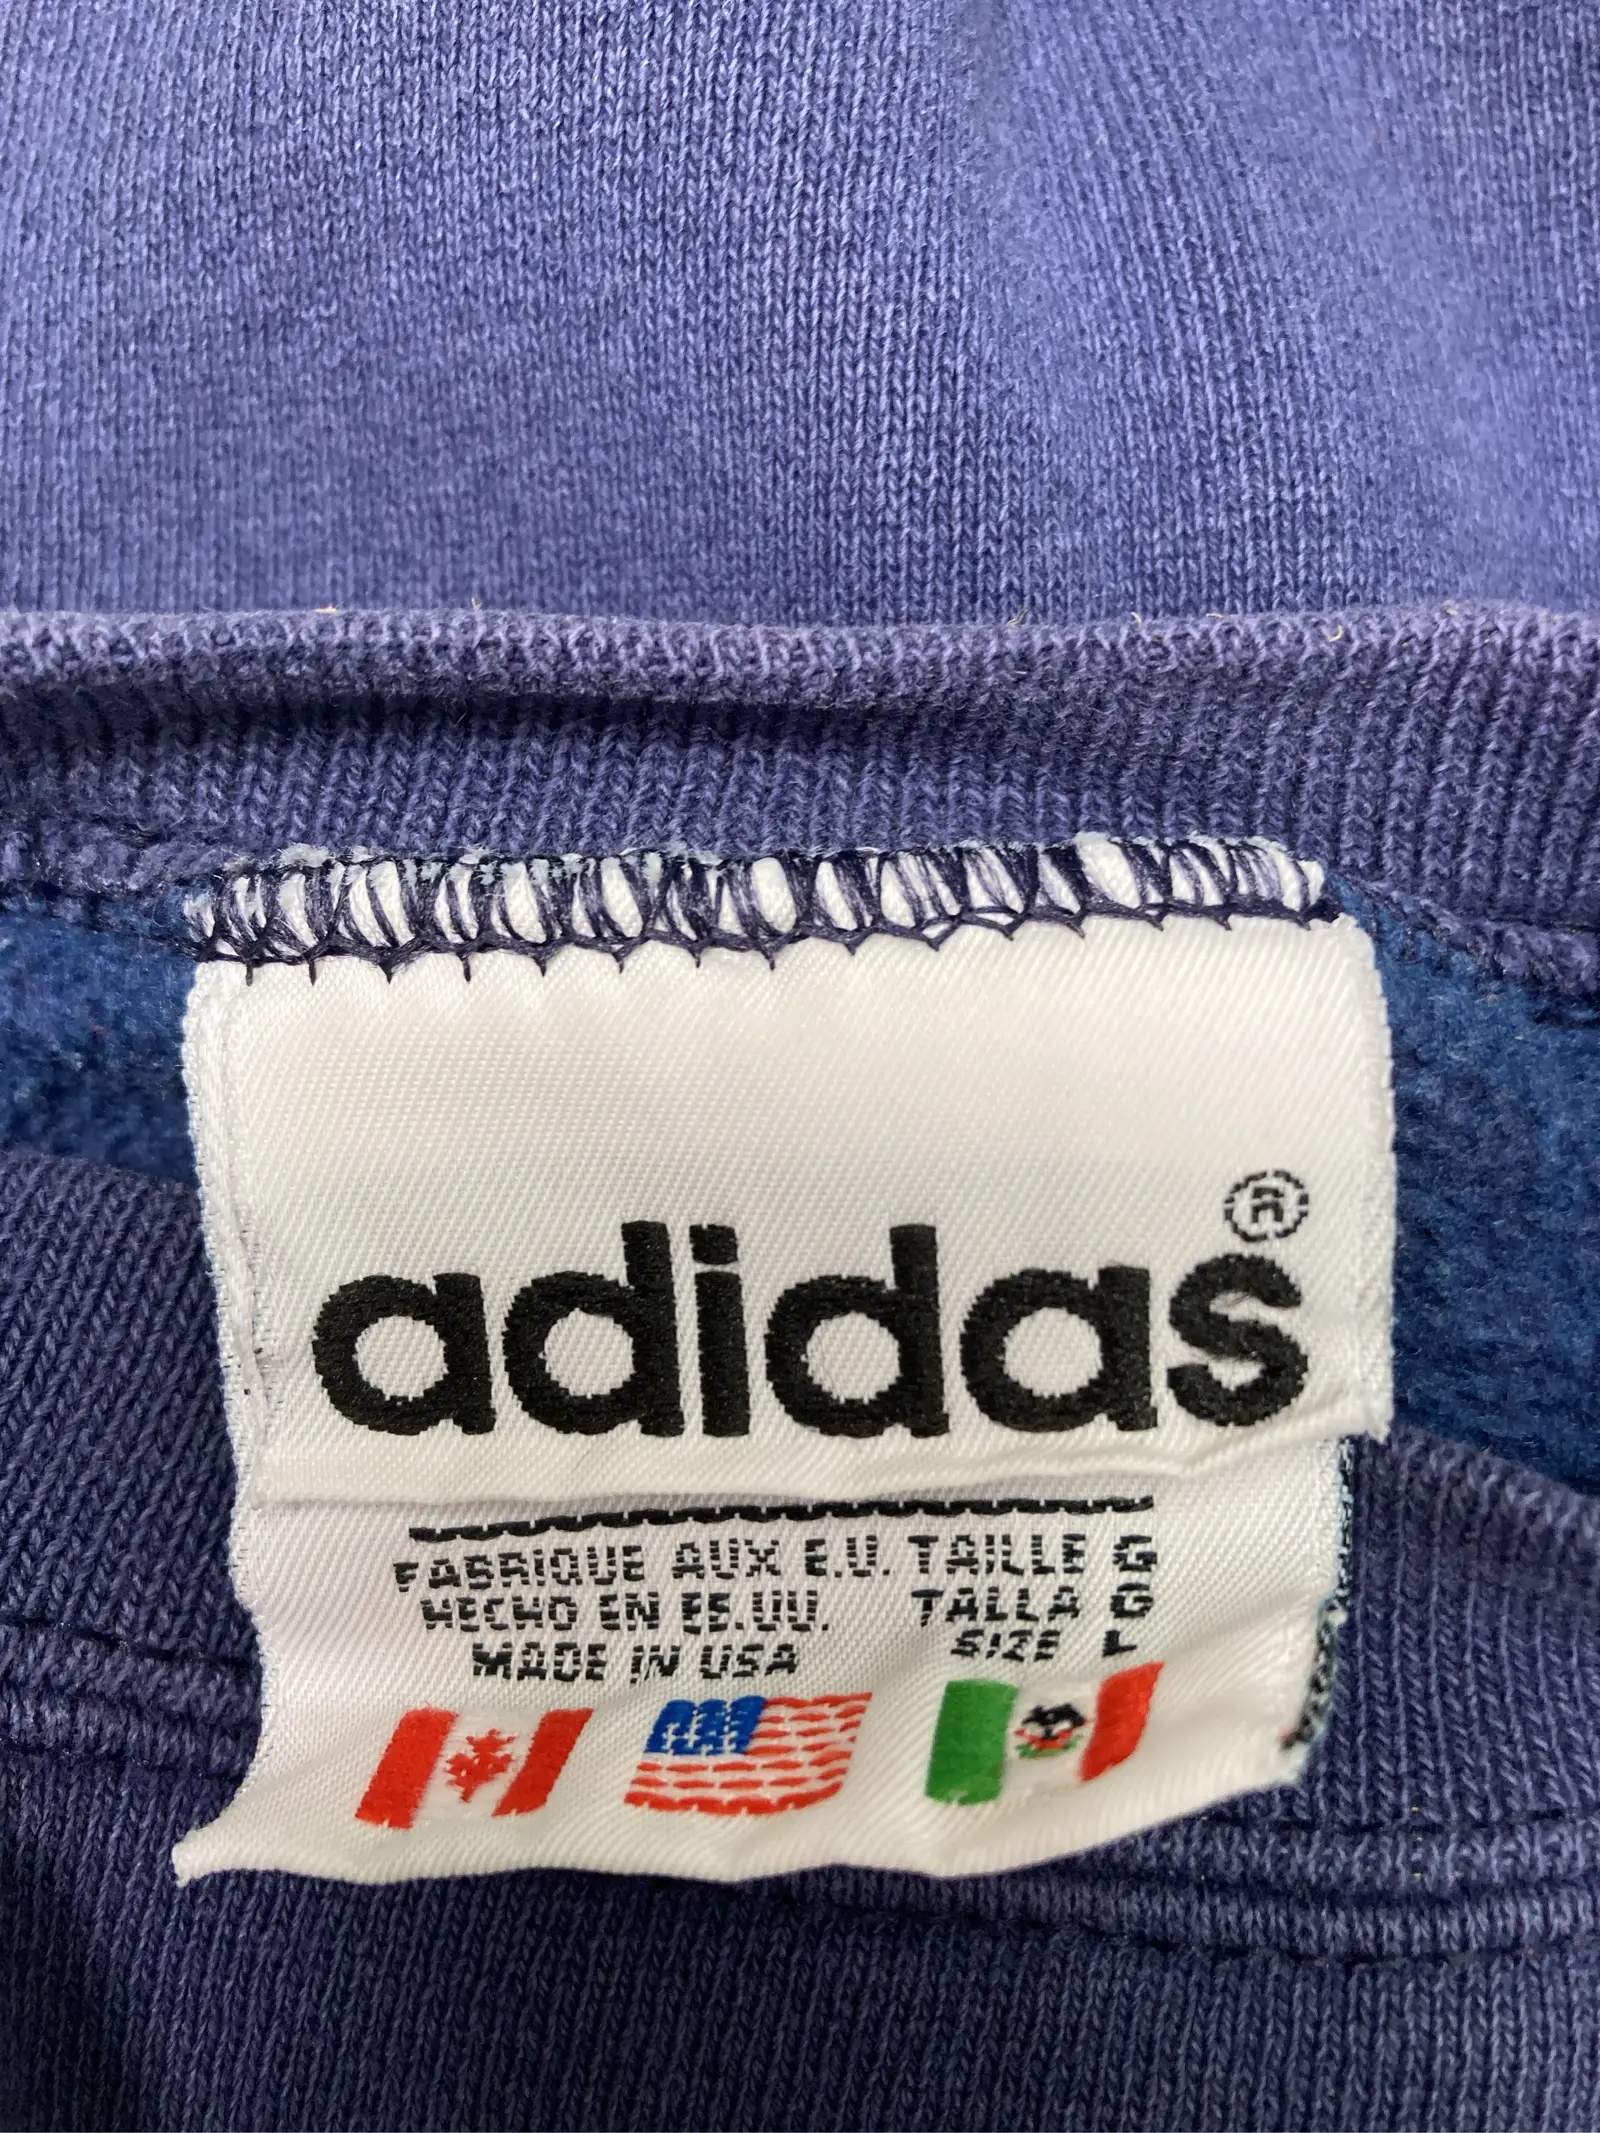 adidas®
FABRIQUE AUX E.U. TAILLE G
HECHO EN EE.UU. TALLA G
MADE IN USA SIZE L